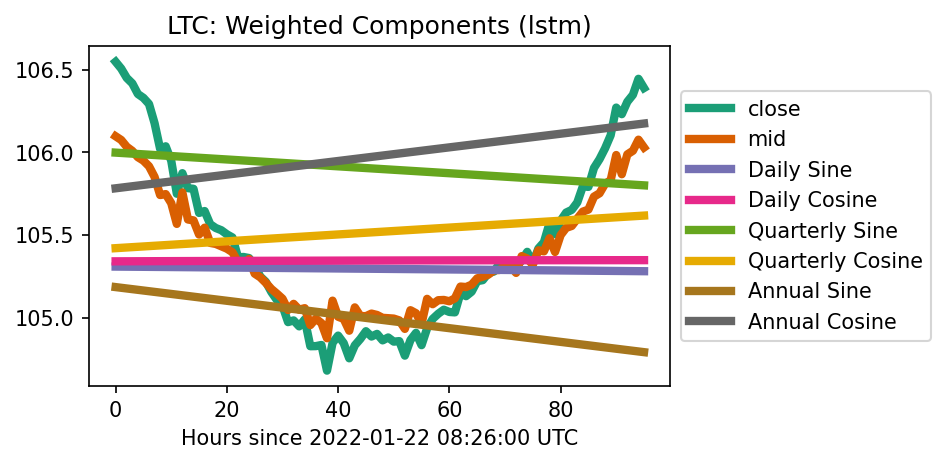 LTC: Weighted Components (lstm)
106.5
106.0
105.5
105.0
0 20 40 60 80
Hours since 2022-01-22 08:26:00 UTC
close
mid
Daily Sine
Daily Cosine
Quarterly Sine
Quarterly Cosine
Annual Sine
Annual Cosine